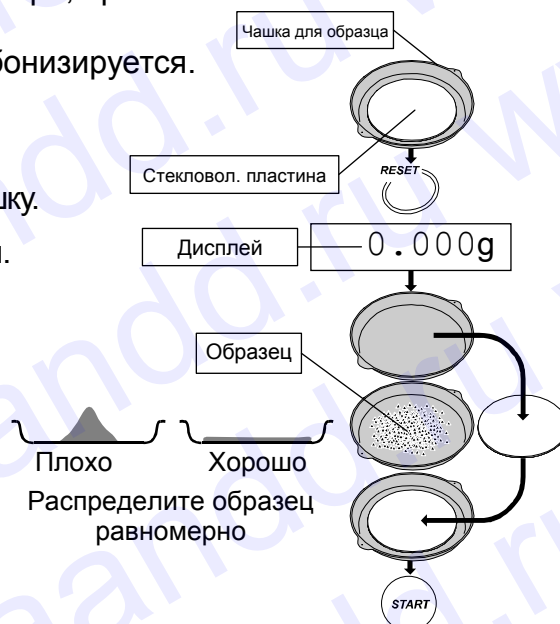 Чашка для образца
бонизируется.
Стекловол. пластина
RESET
шку.
Дисплей
0.000g
Образец
Плохо
Хорошо
Распределите образец
равномерно
START